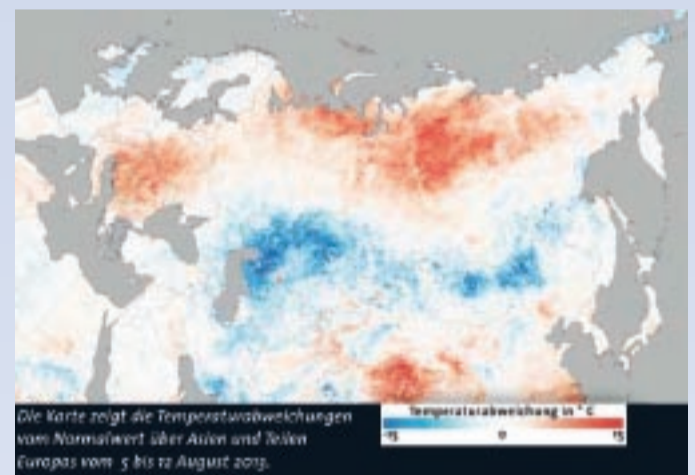 Die Karte zeigt die Temperaturabweichungen
vom Normalwert über Asien und Teilen
Europas vom 5 bis 12 August 2013.
Temperaturabweichung in ° C
-15 0 15